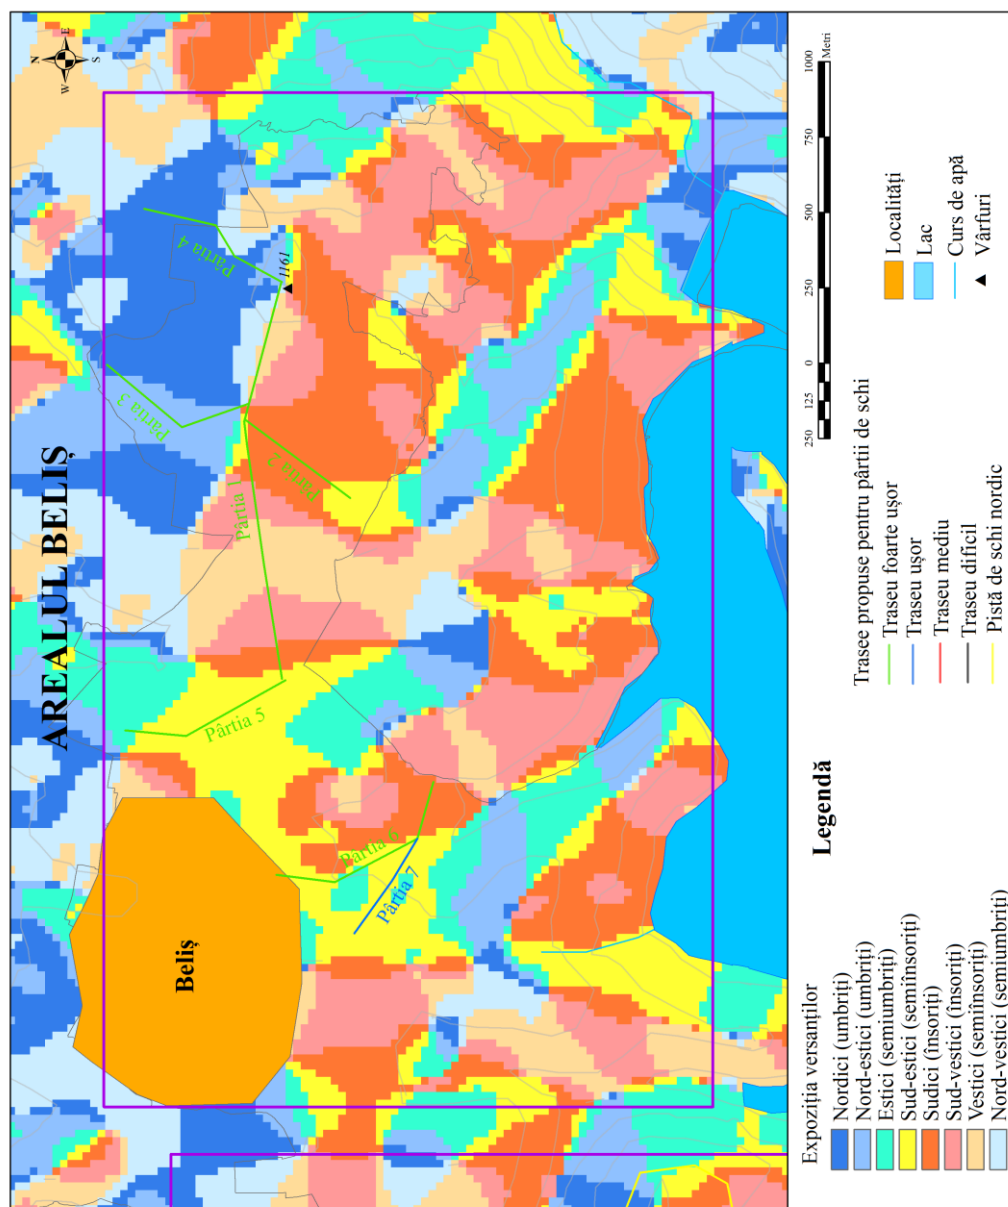 AREALUL BELIȘ
N
E
S
W
Beliș
Pârtia 1
Pârtia 2
Pârtia 3
Pârtia 4
Pârtia 5
Pârtia 6
Pârtia 7
1161
Legendă
Expoziția versanților
Nordici (umbriți)
Nord-estici (umbriți)
Estici (semiumbriți)
Sud-estici (semiînsoriți)
Sudici (însoriți)
Sud-vestici (însoriți)
Vestici (semiînsoriți)
Nord-vestici (semiumbriți)
Trasee propuse pentru pârtii de schi
Traseu foarte ușor
Traseu ușor
Traseu mediu
Traseu dificil
Pistă de schi nordic
Localități
Lac
Curs de apă
Vârfuri
250 125 0 250 500 750 1000
Metri